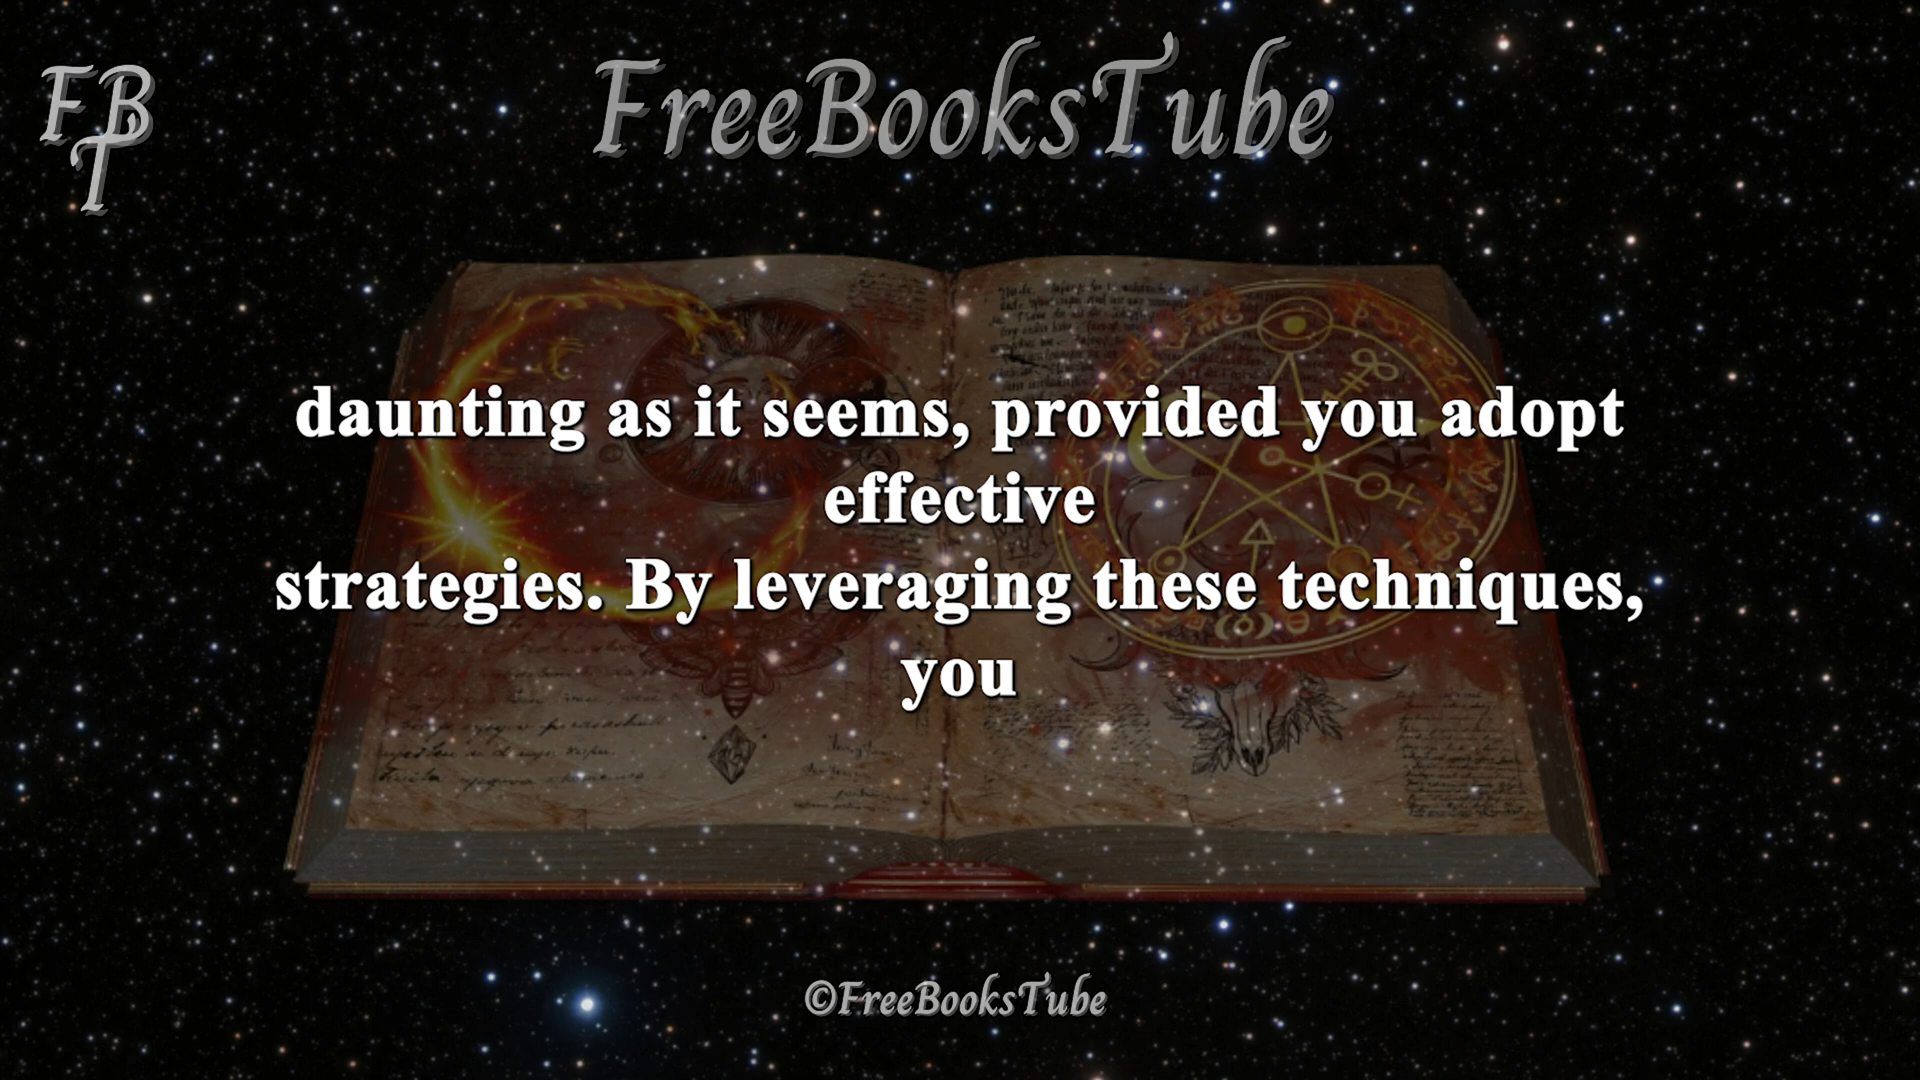 FB
T
FreeBooksTube
daunting as it seems, provided you adopt
effective
strategies. By leveraging these techniques,
you
©FreeBooksTube